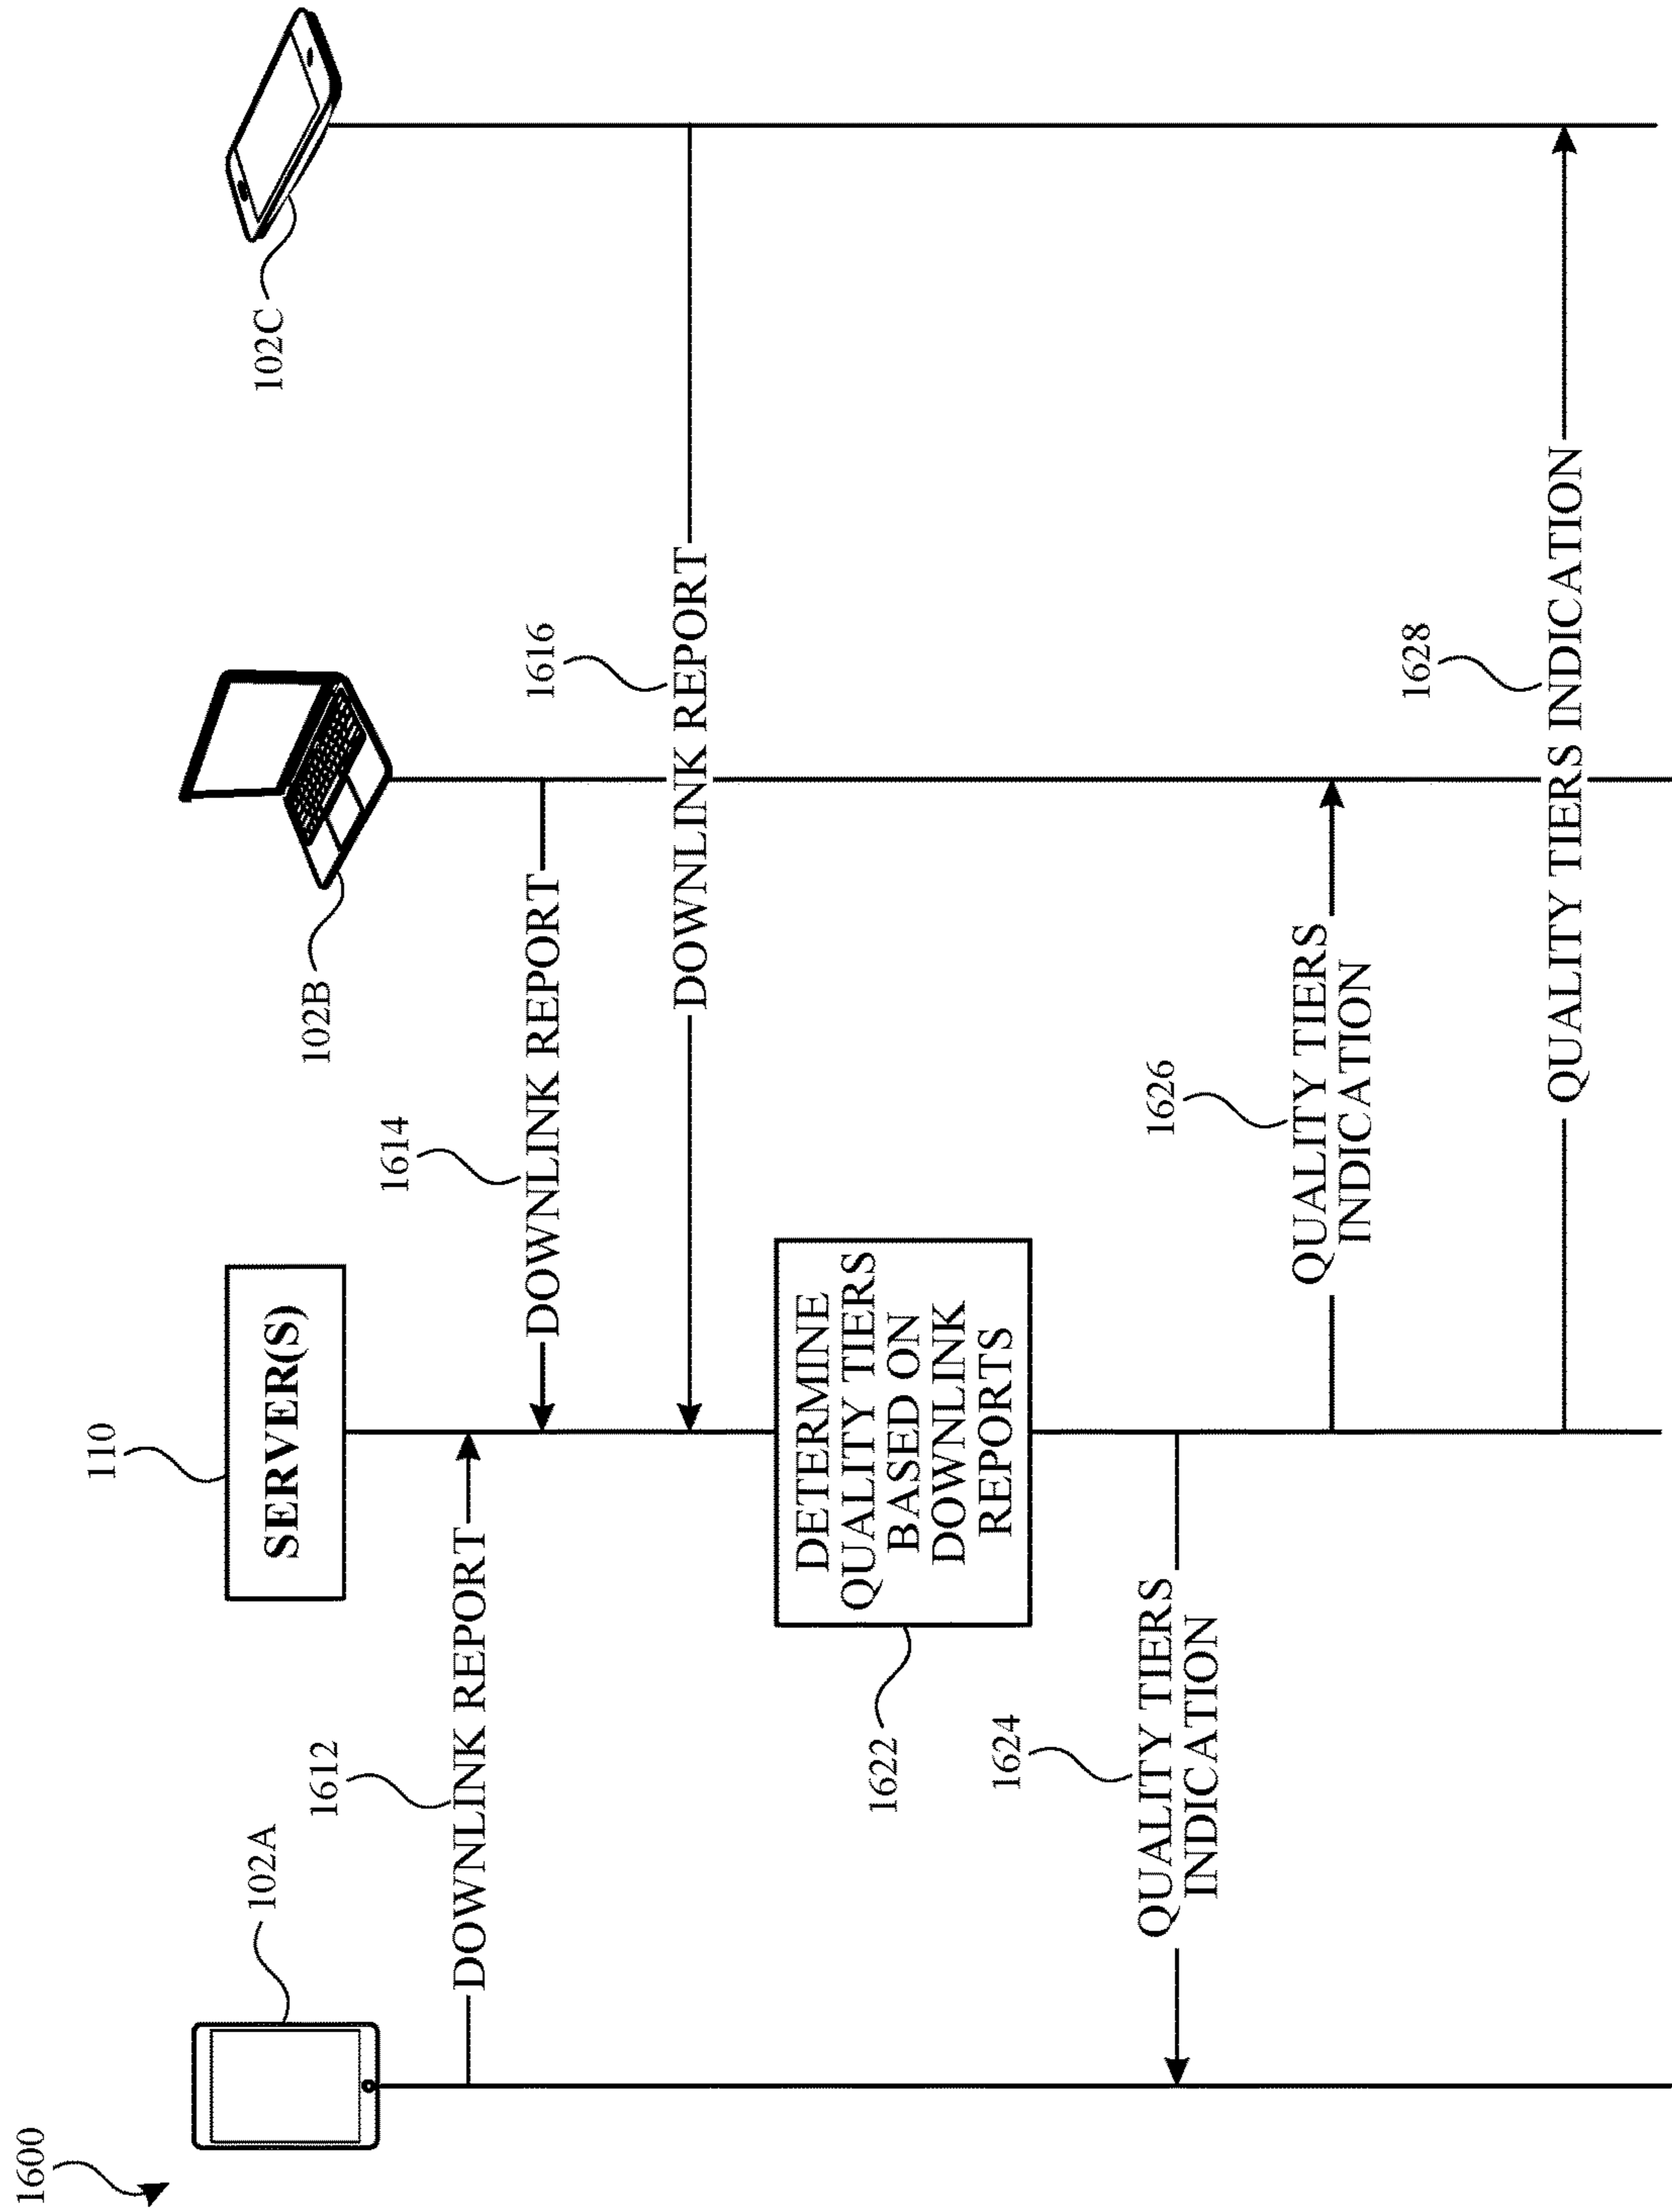 1600
102A
110
SERVER(S)
102B
102C
1612
DOWNLINK REPORT
1614
DOWNLINK REPORT
1616
DOWNLINK REPORT
1622
DETERMINE
QUALITY TIERS
BASED ON
DOWNLINK
REPORTS
1624
QUALITY TIERS
INDICATION
1626
QUALITY TIERS
INDICATION
1628
QUALITY TIERS INDICATION